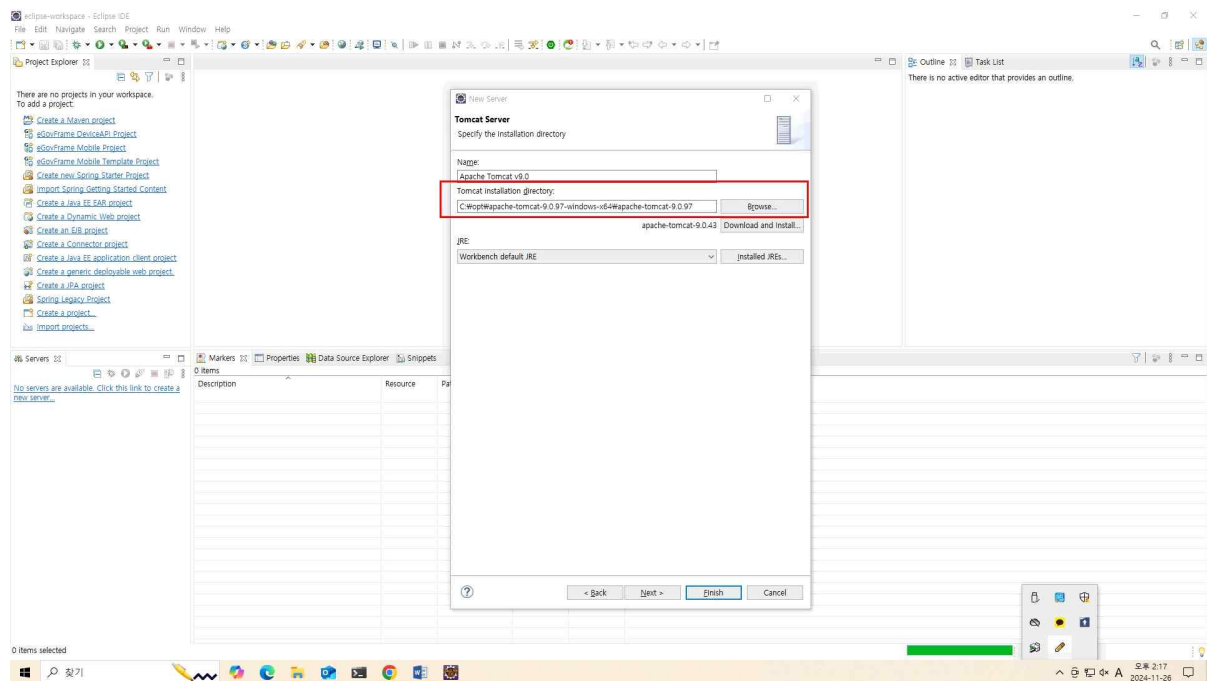 eclipse-workspace - Eclipse IDE
File Edit Navigate Search Project Run Window Help
Project Explorer
There are no projects in your workspace.
To add a project:
Create a Maven project
eGovFrame DeviceAPI Project
eGovFrame Mobile Project
eGovFrame Mobile Template Project
Create new Spring Starter Project
Import Spring Getting Started Content
Create a Java EE EAR project
Create a Dynamic Web project
Create an EJB project
Create a Connector project
Create a Java EE application client project
Create a generic deployable web project.
Create a JPA project
Spring Legacy Project
Create a project...
Import projects...
Outline Task List
There is no active editor that provides an outline.
New Server
Tomcat Server
Specify the installation directory
Name:
Apache Tomcat v9.0
Tomcat installation directory:
C:₩opt₩apache-tomcat-9.0.97-windows-x64₩apache-tomcat-9.0.97 Browse...
apache-tomcat-9.0.43 Download and Install...
JRE:
Workbench default JRE Installed JREs...
< Back Next > Finish Cancel
Servers
No servers are available. Click this link to create a
new server...
Markers Properties Data Source Explorer Snippets
0 items
Description Resource Pa
0 items selected
찾기
A 오후 2:17
2024-11-26